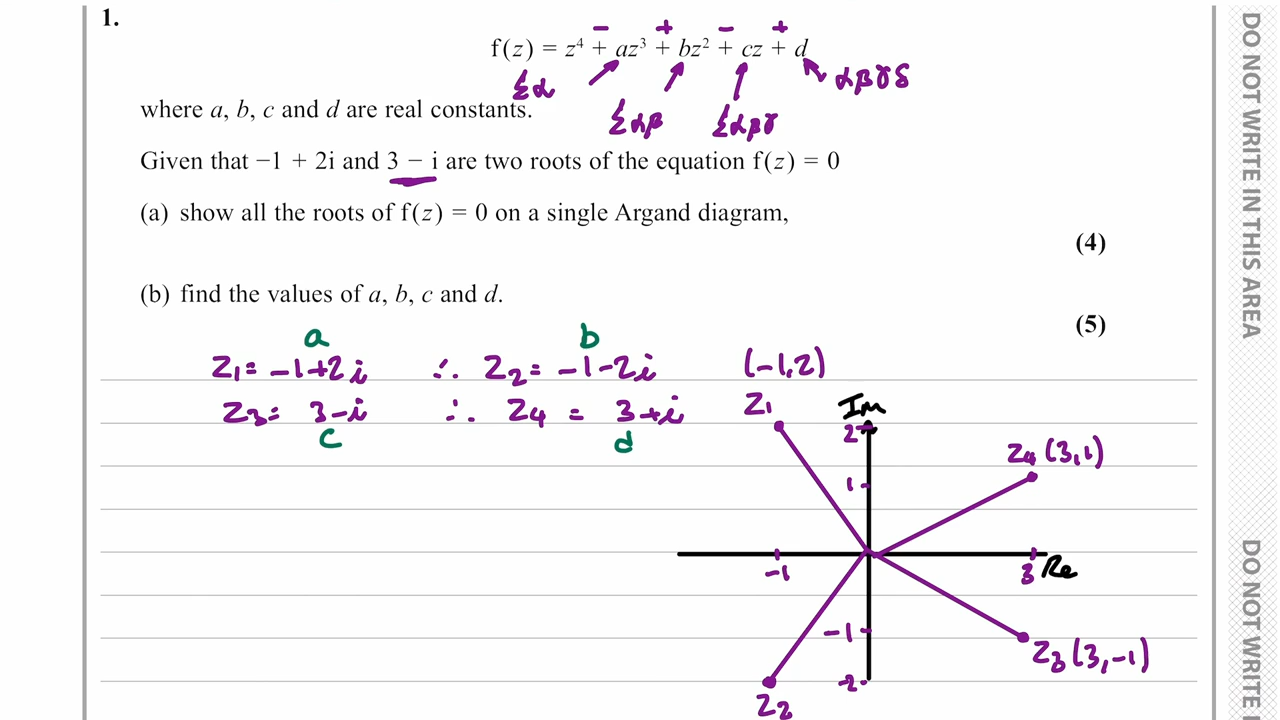 1.
− + − +
f(z) = z⁴ + az³ + bz² + cz + d
Σα Σαβ Σαβγ αβγδ
where a, b, c and d are real constants.
Given that −1 + 2i and 3 − i are two roots of the equation f(z) = 0
(a) show all the roots of f(z) = 0 on a single Argand diagram,
(4)
(b) find the values of a, b, c and d.
(5)
a b
Z₁= −1+2i ∴ Z₂= −1−2i (−1,2)
Z₃= 3−i ∴ Z₄ = 3+i Z₁ Im
c d
2
Z₄ (3,1)
1
−1 3 Re
−1
Z₃ (3,−1)
−2
Z₂
DO NOT WRITE IN THIS AREA
DO NOT WRITE I